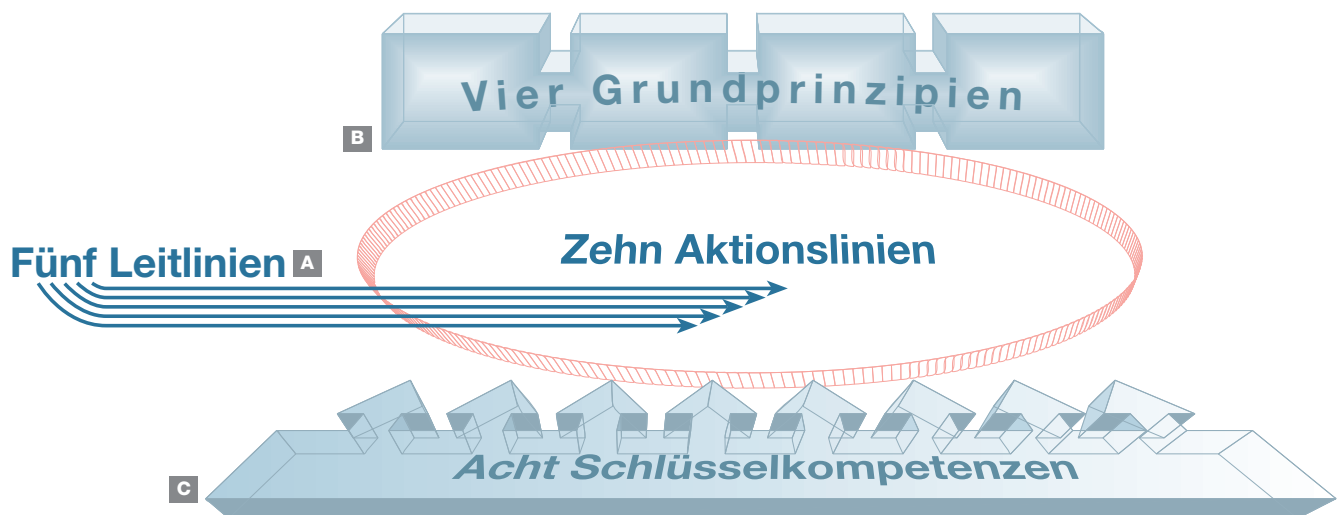 Vier Grundprinzipien
B
Zehn Aktionslinien
Fünf Leitlinien A
Acht Schlüsselkompetenzen
C